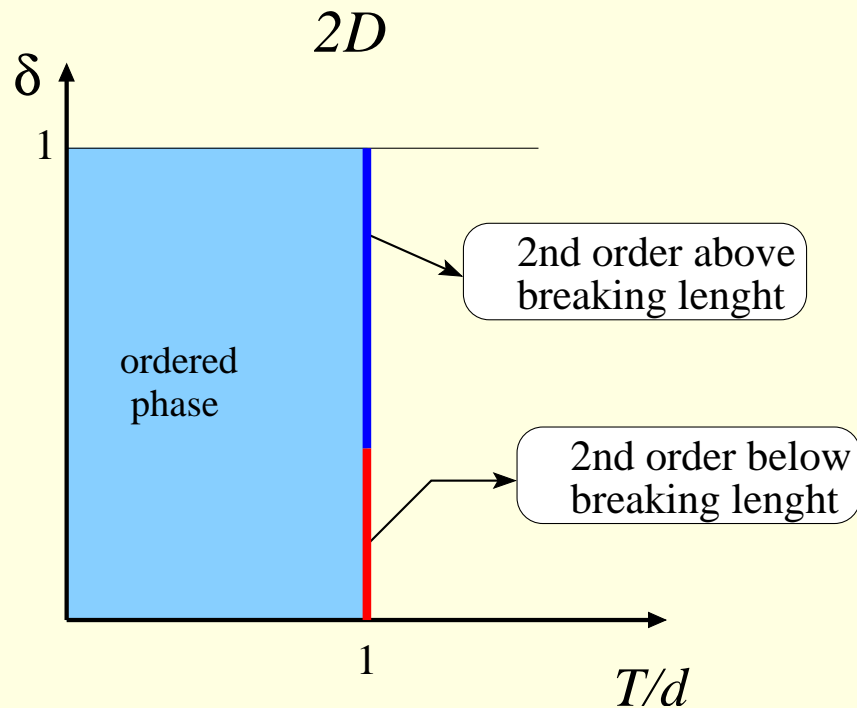 2D
δ
1
2nd order above
breaking lenght
ordered
phase
2nd order below
breaking lenght
1
T/d